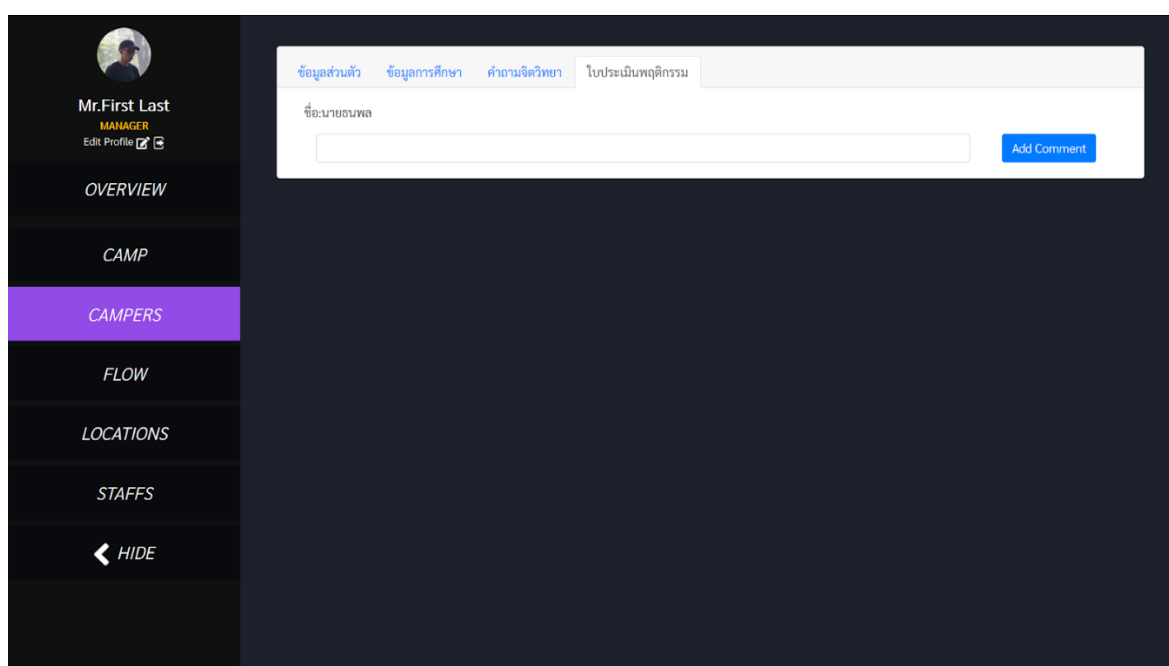 Mr.First Last
MANAGER
Edit Profile
OVERVIEW
CAMP
CAMPERS
FLOW
LOCATIONS
STAFFS
HIDE
ข้อมูลส่วนตัว ข้อมูลการศึกษา คำถามจิตวิทยา ใบประเมินพฤติกรรม
ชื่อ:นายธนพล
Add Comment